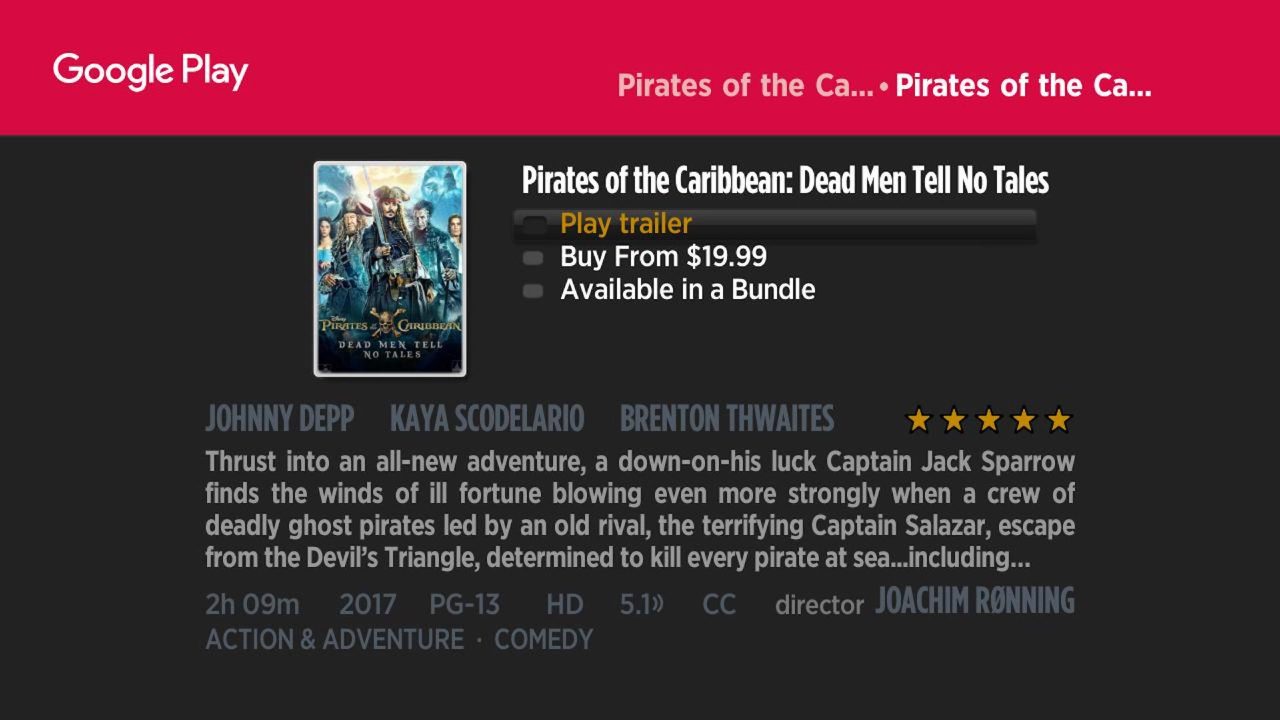 Google Play
Pirates of the Ca... • Pirates of the Ca...
Pirates of the Caribbean: Dead Men Tell No Tales
Play trailer
Buy From $19.99
Available in a Bundle
Disney
PIRATES of the CARIBBEAN
DEAD MEN TELL
NO TALES
JOHNNY DEPP KAYA SCODELARIO BRENTON THWAITES
Thrust into an all-new adventure, a down-on-his luck Captain Jack Sparrow
finds the winds of ill fortune blowing even more strongly when a crew of
deadly ghost pirates led by an old rival, the terrifying Captain Salazar, escape
from the Devil's Triangle, determined to kill every pirate at sea...including...
2h 09m 2017 PG-13 HD 5.1 CC director JOACHIM RØNNING
ACTION & ADVENTURE · COMEDY